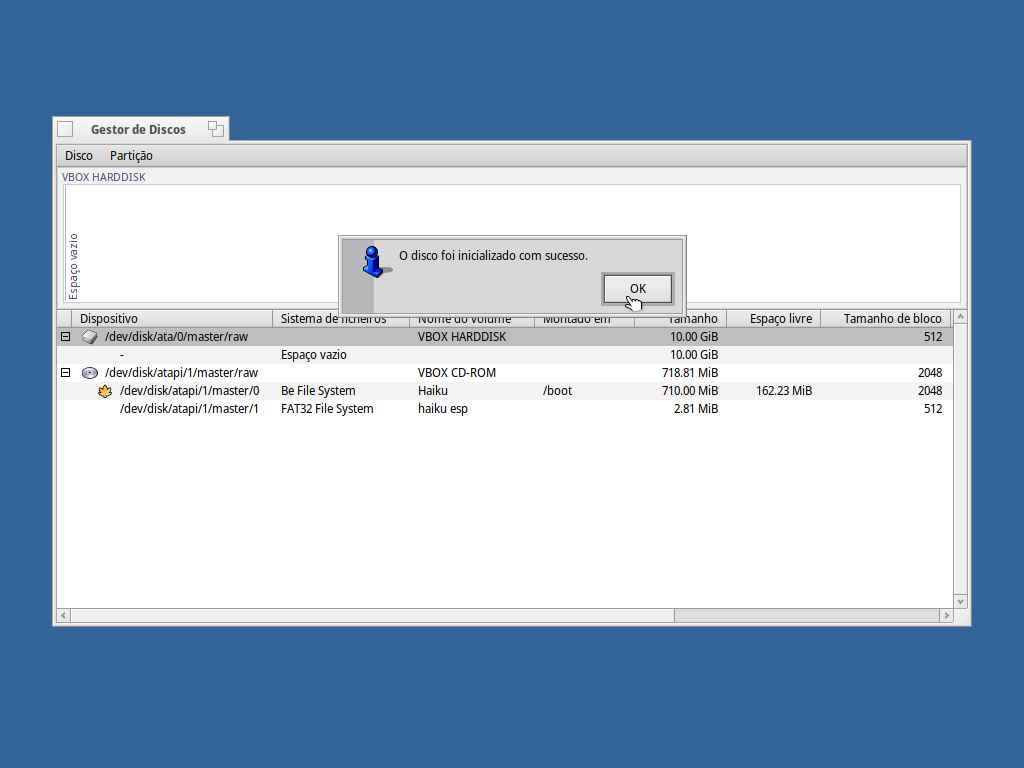 Gestor de Discos
Disco Partição
VBOX HARDDISK
Espaço vazio
O disco foi inicializado com sucesso.
OK
Dispositivo Sistema de ficheiros Nome do volume Montado em Tamanho Espaço livre Tamanho de bloco
/dev/disk/ata/0/master/raw VBOX HARDDISK 10.00 GiB 512
- Espaço vazio 10.00 GiB
/dev/disk/atapi/1/master/raw VBOX CD-ROM 718.81 MiB 2048
/dev/disk/atapi/1/master/0 Be File System Haiku /boot 710.00 MiB 162.23 MiB 2048
/dev/disk/atapi/1/master/1 FAT32 File System haiku esp 2.81 MiB 512